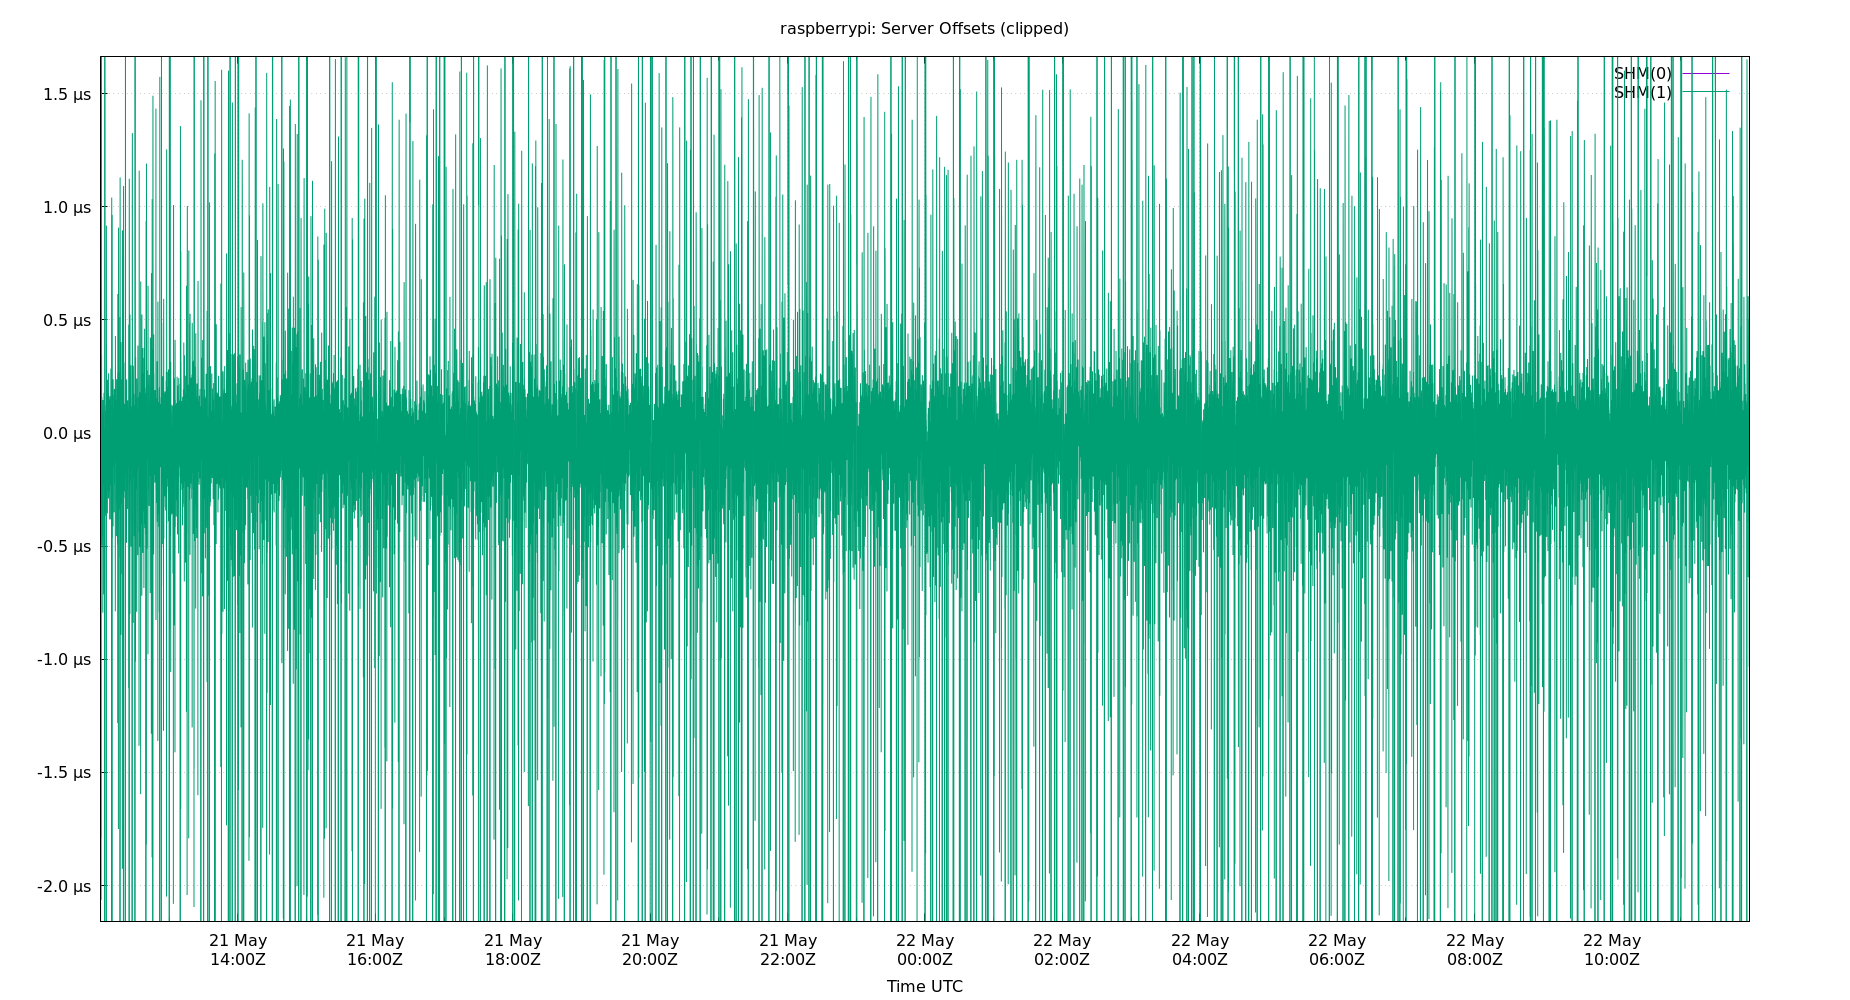 raspberrypi: Server Offsets (clipped)
SHM(0)
SHM(1)
1.5 µs
1.0 µs
0.5 µs
0.0 µs
-0.5 µs
-1.0 µs
-1.5 µs
-2.0 µs
21 May 21 May 21 May 21 May 21 May 22 May 22 May 22 May 22 May 22 May 22 May
14:00Z 16:00Z 18:00Z 20:00Z 22:00Z 00:00Z 02:00Z 04:00Z 06:00Z 08:00Z 10:00Z
Time UTC